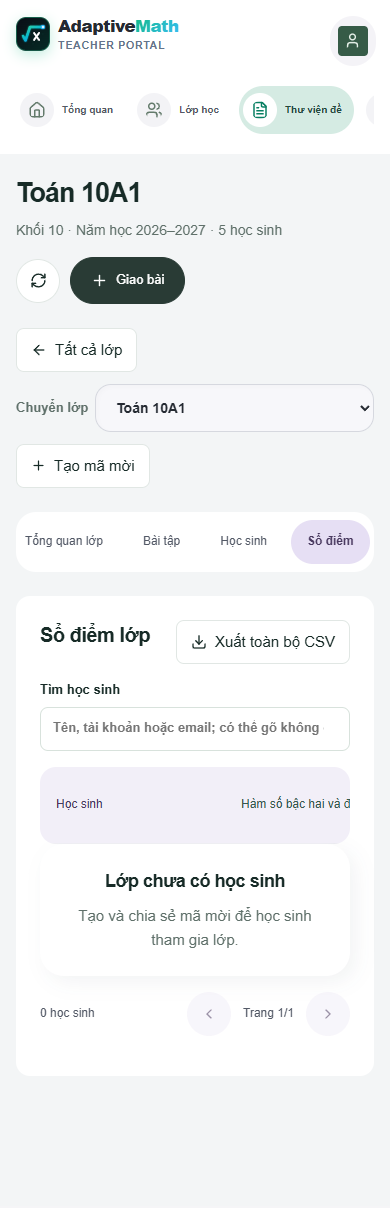 AdaptiveMath
TEACHER PORTAL
Tổng quan
Lớp học
Thư viện đề
Toán 10A1
Khối 10 · Năm học 2026–2027 · 5 học sinh
Giao bài
Tất cả lớp
Chuyển lớp
Toán 10A1
Tạo mã mời
Tổng quan lớp
Bài tập
Học sinh
Sổ điểm
Sổ điểm lớp
Xuất toàn bộ CSV
Tìm học sinh
Tên, tài khoản hoặc email; có thể gõ không
Học sinh
Hàm số bậc hai và đ
Lớp chưa có học sinh
Tạo và chia sẻ mã mời để học sinh
tham gia lớp.
0 học sinh
Trang 1/1